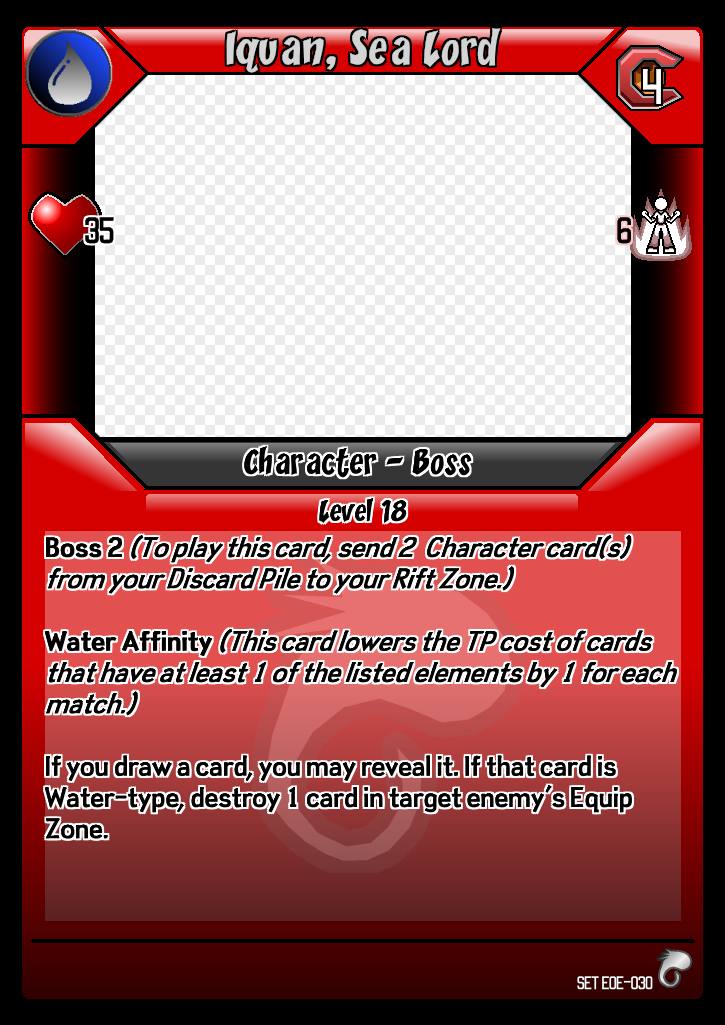 Iquan, Sea Lord
4
35
6
Character - Boss
Level 18
Boss 2 (To play this card, send 2 Character card(s)
from your Discard Pile to your Rift Zone.)
Water Affinity (This card lowers the TP cost of cards
that have at least 1 of the listed elements by 1 for each
match.)
If you draw a card, you may reveal it. If that card is
Water-type, destroy 1 card in target enemy's Equip
Zone.
SET EOE-030